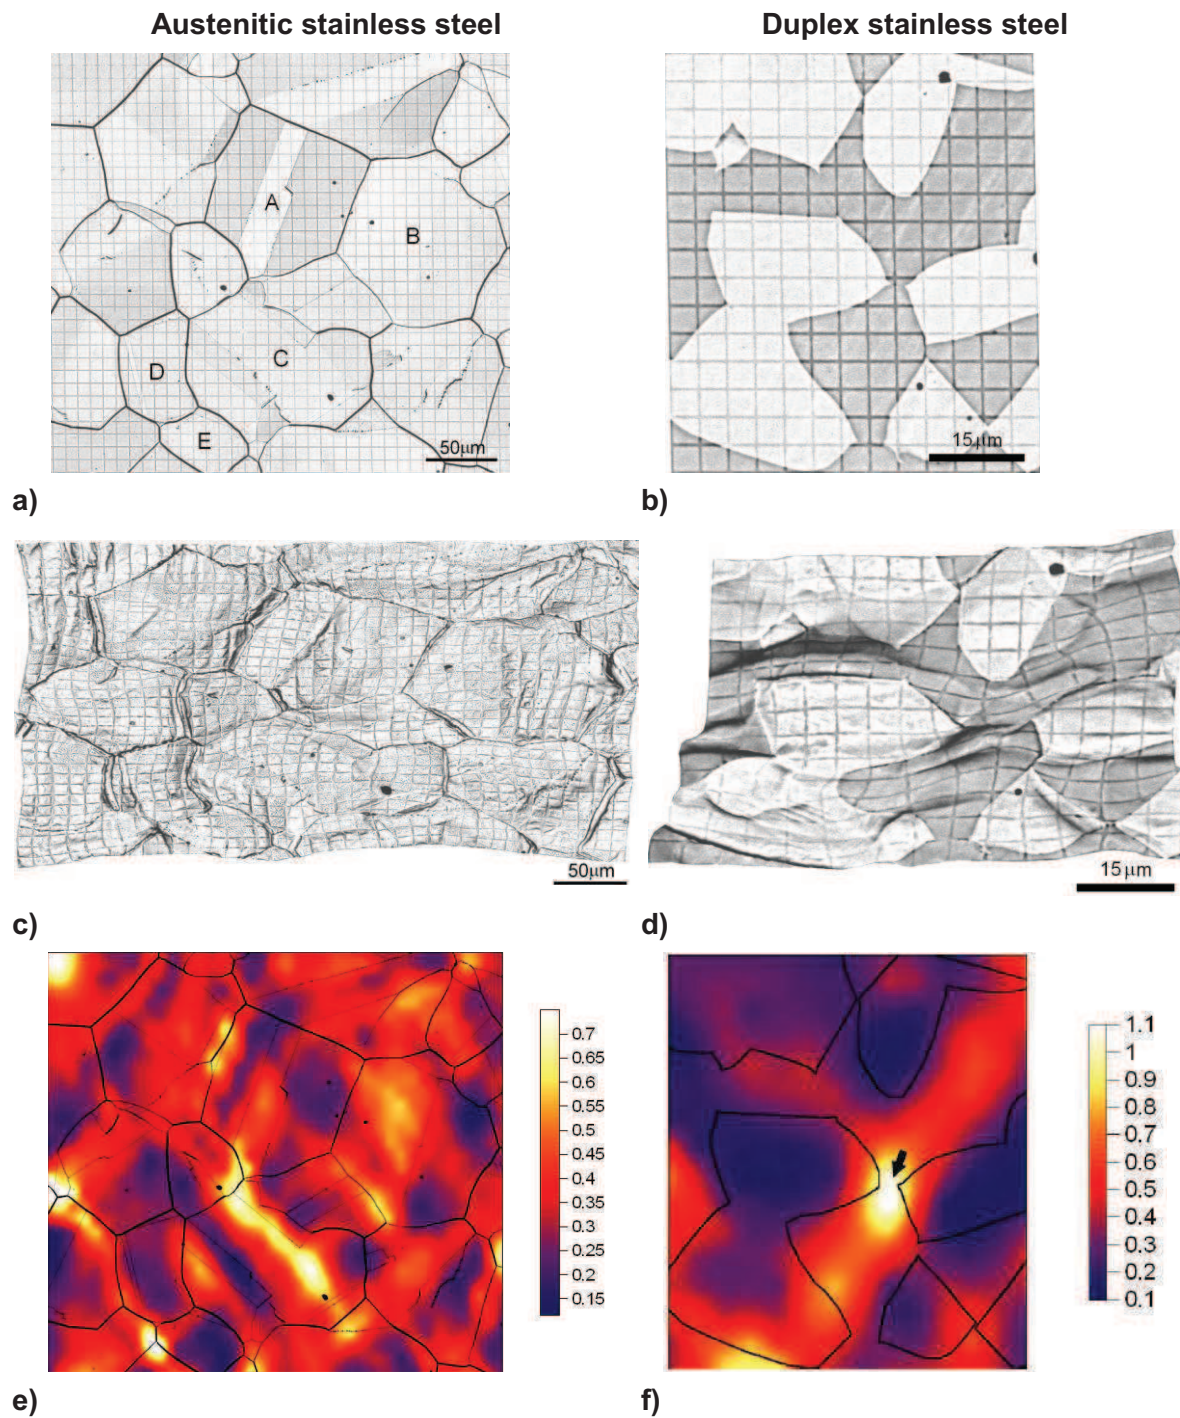 Austenitic stainless steel
Duplex stainless steel
A
B
C
D
E
50μm
15μm
a)
b)
50μm
15μm
c)
d)
0.7
0.65
0.6
0.55
0.5
0.45
0.4
0.35
0.3
0.25
0.2
0.15
1.1
1
0.9
0.8
0.7
0.6
0.5
0.4
0.3
0.2
0.1
e)
f)